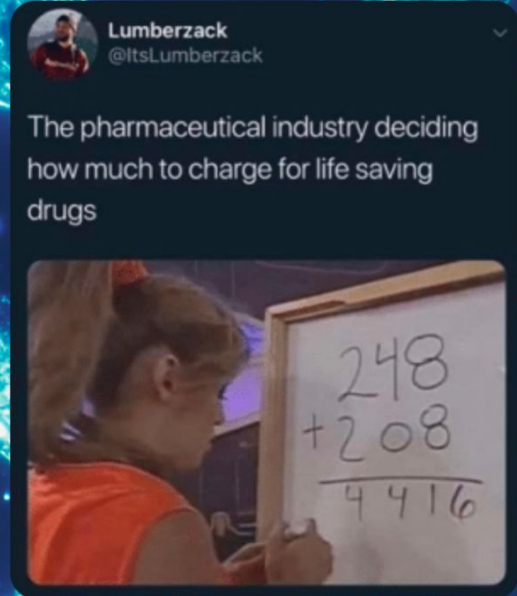 Lumberzack
@ItsLumberzack
The pharmaceutical industry deciding
how much to charge for life saving
drugs
248
+208
4416